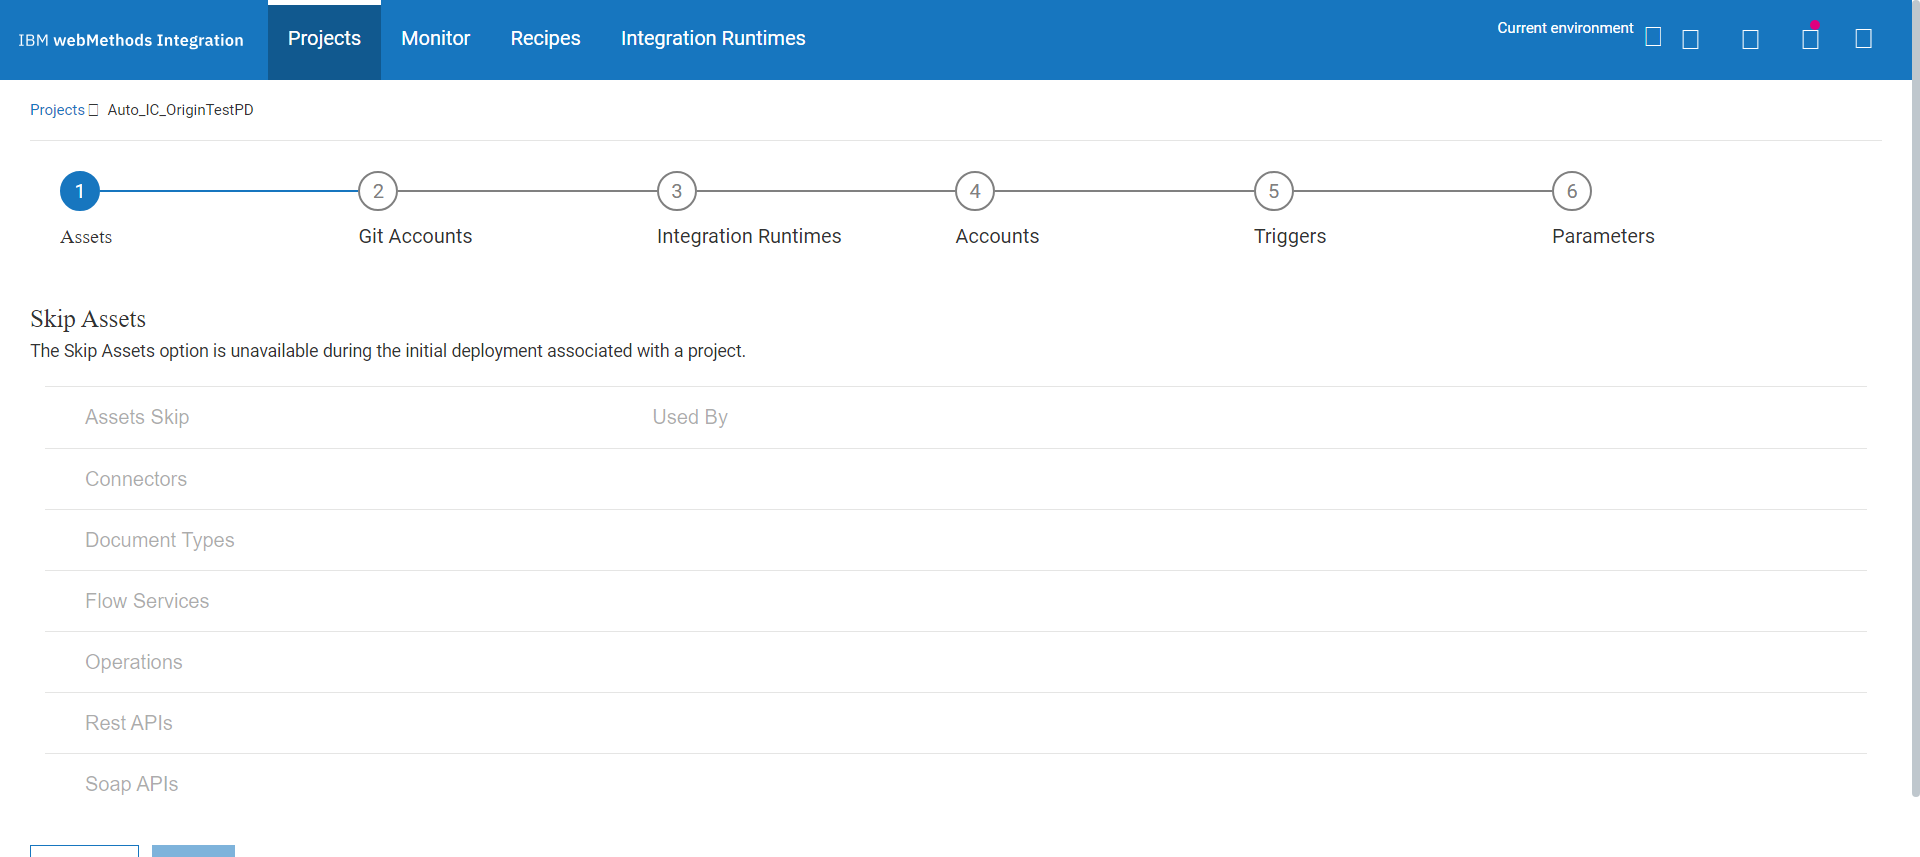 IBM webMethods Integration
Projects
Monitor
Recipes
Integration Runtimes
Current environment
Projects Auto_IC_OriginTestPD
1
2
3
4
5
6
Assets
Git Accounts
Integration Runtimes
Accounts
Triggers
Parameters
Skip Assets
The Skip Assets option is unavailable during the initial deployment associated with a project.
Assets Skip
Used By
Connectors
Document Types
Flow Services
Operations
Rest APIs
Soap APIs